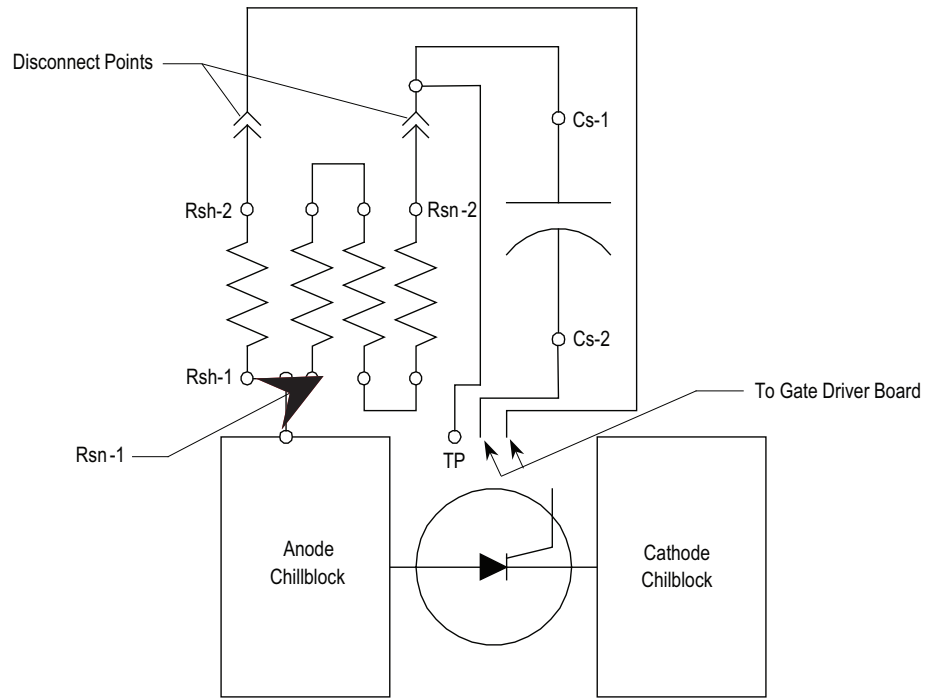 Disconnect Points
Cs-1
Rsh-2
Rsn-2
Cs-2
Rsh-1
To Gate Driver Board
Rsn-1
TP
Anode
Chillblock
Cathode
Chilblock